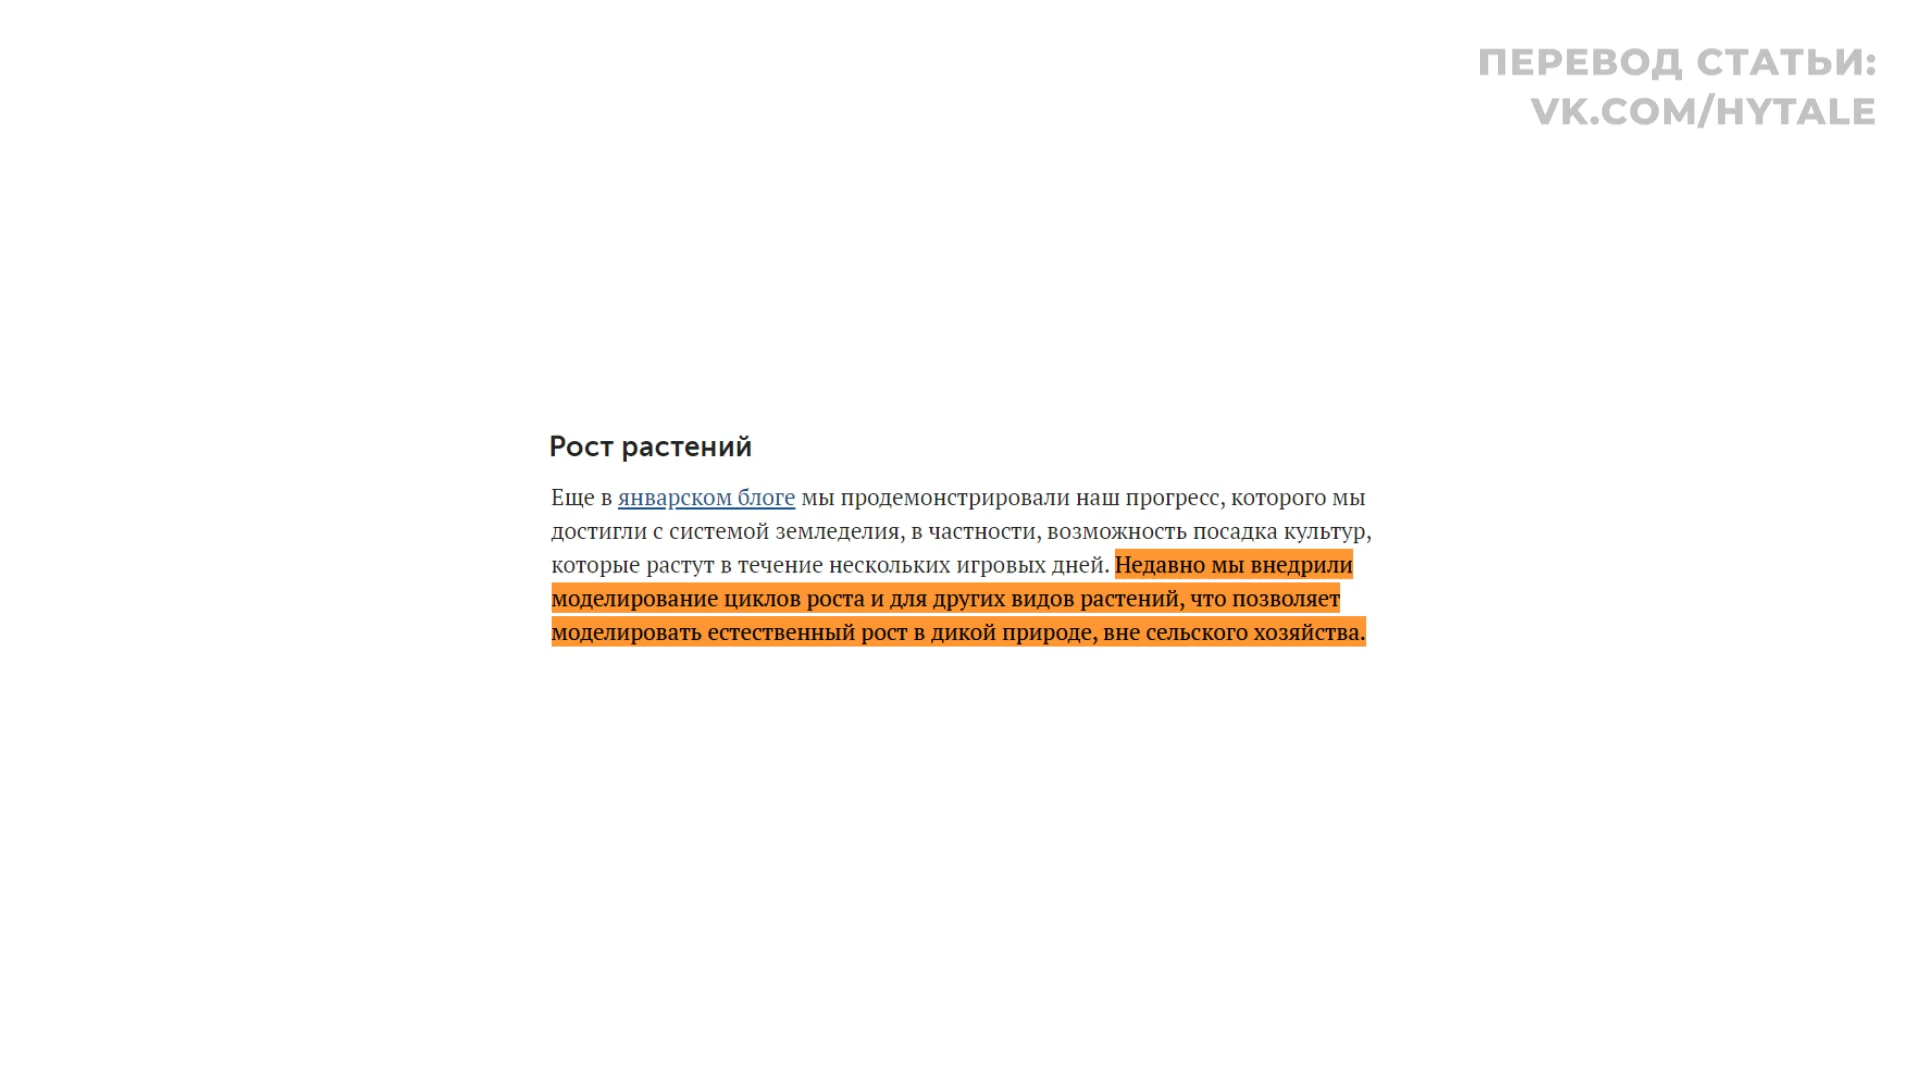 ПЕРЕВОД СТАТЬИ:
VK.COM/HYTALE
Рост растений
Еще в январском блоге мы продемонстрировали наш прогресс, которого мы
достигли с системой земледелия, в частности, возможность посадка культур,
которые растут в течение нескольких игровых дней. Недавно мы внедрили
моделирование циклов роста и для других видов растений, что позволяет
моделировать естественный рост в дикой природе, вне сельского хозяйства.